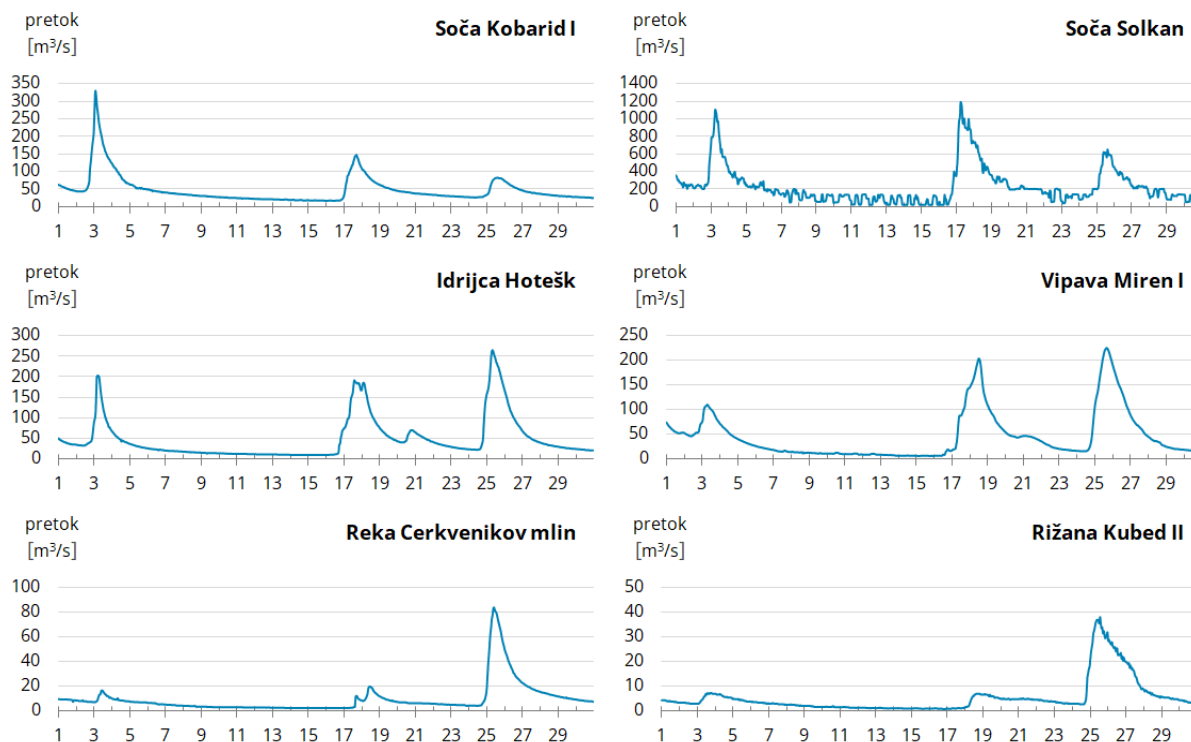 pretok
[m³/s]
Soča Kobarid I
350
300
250
200
150
100
50
0
1 3 5 7 9 11 13 15 17 19 21 23 25 27 29
pretok
[m³/s]
Soča Solkan
1400
1200
1000
800
600
400
200
0
1 3 5 7 9 11 13 15 17 19 21 23 25 27 29
pretok
[m³/s]
Idrijca Hotešk
300
250
200
150
100
50
0
1 3 5 7 9 11 13 15 17 19 21 23 25 27 29
pretok
[m³/s]
Vipava Miren I
250
200
150
100
50
0
1 3 5 7 9 11 13 15 17 19 21 23 25 27 29
pretok
[m³/s]
Reka Cerkvenikov mlin
100
80
60
40
20
0
1 3 5 7 9 11 13 15 17 19 21 23 25 27 29
pretok
[m³/s]
Rižana Kubed II
50
40
30
20
10
0
1 3 5 7 9 11 13 15 17 19 21 23 25 27 29